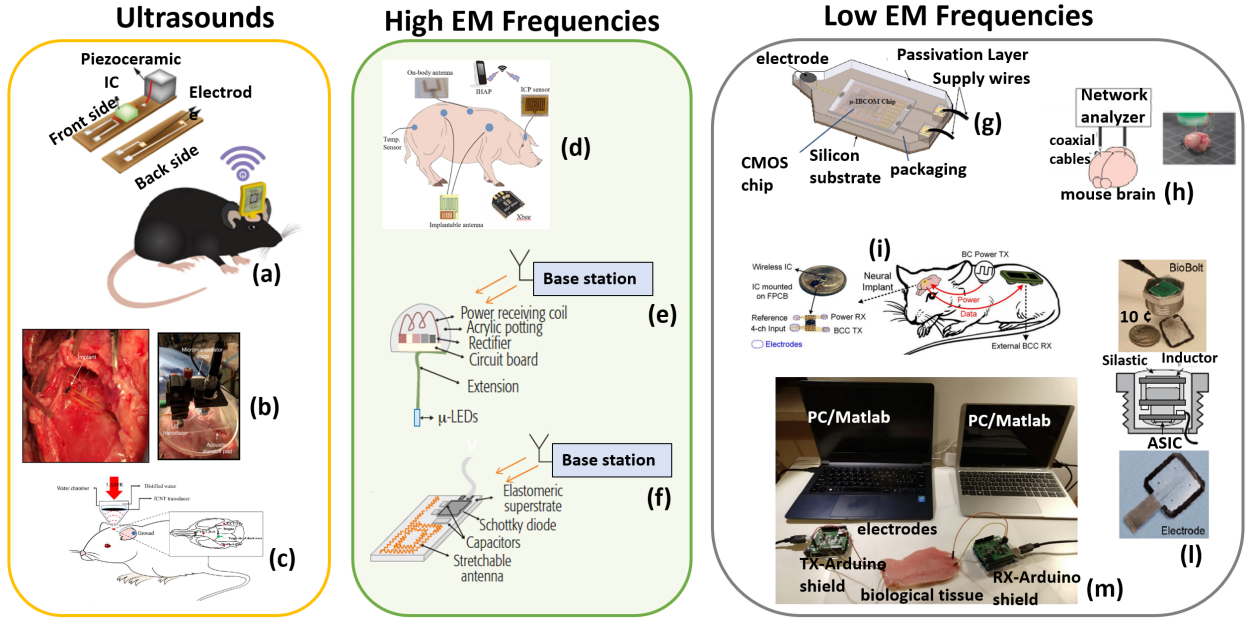 Ultrasounds
Piezoceramic
IC
Front side
Electrod
e
Back side
(a)
Implant
Micromanipulator
stage
(b)
transducer
standoff pad
Water chamber
Distilled water
transducer
Ground
(c)
High EM Frequencies
On-body antenna
IHAP
ICP sensor
Temp.
Sensor
(d)
Implantable antenna
Xbee
Base station
(e)
Power receiving coil
Acrylic potting
Rectifier
Circuit board
Extension
μ-LEDs
Base station
(f)
Elastomeric
superstrate
Schottky diode
Capacitors
Stretchable
antenna
Low EM Frequencies
electrode
Passivation Layer
Supply wires
μ-IBCOM Chip
(g)
CMOS
chip
Silicon
substrate
packaging
Network
analyzer
coaxial
cables
mouse brain
(h)
(i)
Wireless IC
IC mounted
on FPCB
Reference
4-ch Input
Power RX
BCC TX
Electrodes
Neural
Implant
BC Power TX
Power
Data
External BCC RX
BioBolt
10 ¢
Silastic
Inductor
ASIC
Electrode
(l)
PC/Matlab
PC/Matlab
electrodes
TX-Arduino
shield
biological tissue
RX-Arduino
shield
(m)